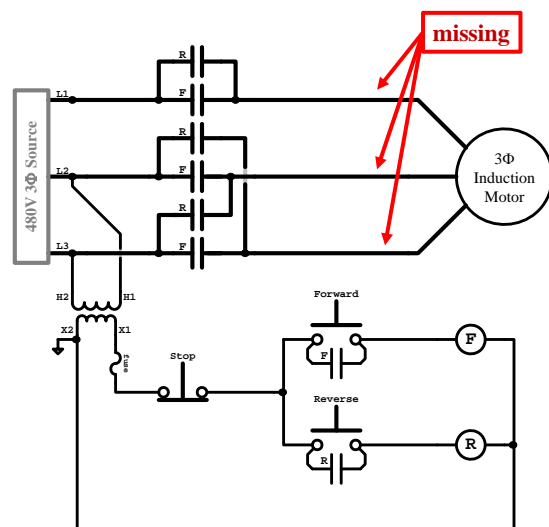 missing
R
L1
F
R
480V 3Φ Source
L2
F
3Φ
Induction
Motor
R
L3
F
H2
H1
X2
X1
Forward
Fuse
Stop
F
F
Reverse
R
R